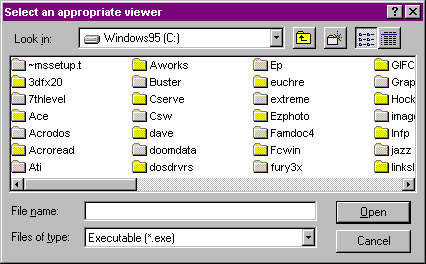 Select an appropriate viewer
Look in: Windows95 (C:)
~mssetup.t Aworks Ep GIFC
3dfx20 Buster euchre Grap
7thlevel Cserve extreme Hock
Ace Csw Ezphoto image
Acrodos dave Famdoc4 Infp
Acroread doomdata Fcwin jazz
Ati dosdrvrs fury3x linksl
File name: Open
Files of type: Executable (*.exe) Cancel